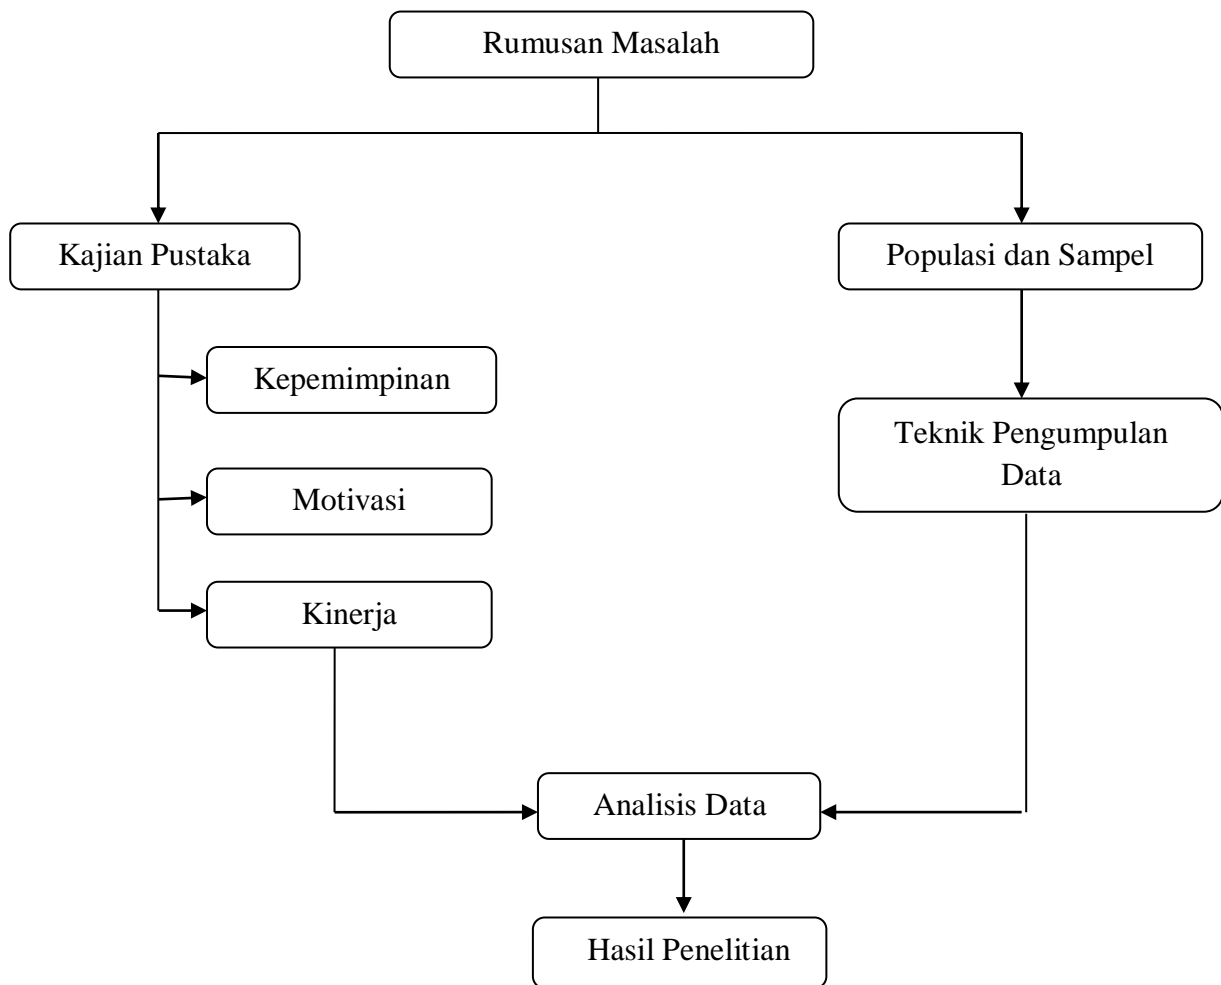 Rumusan Masalah
Kajian Pustaka
Populasi dan Sampel
Kepemimpinan
Teknik Pengumpulan
Data
Motivasi
Kinerja
Analisis Data
Hasil Penelitian